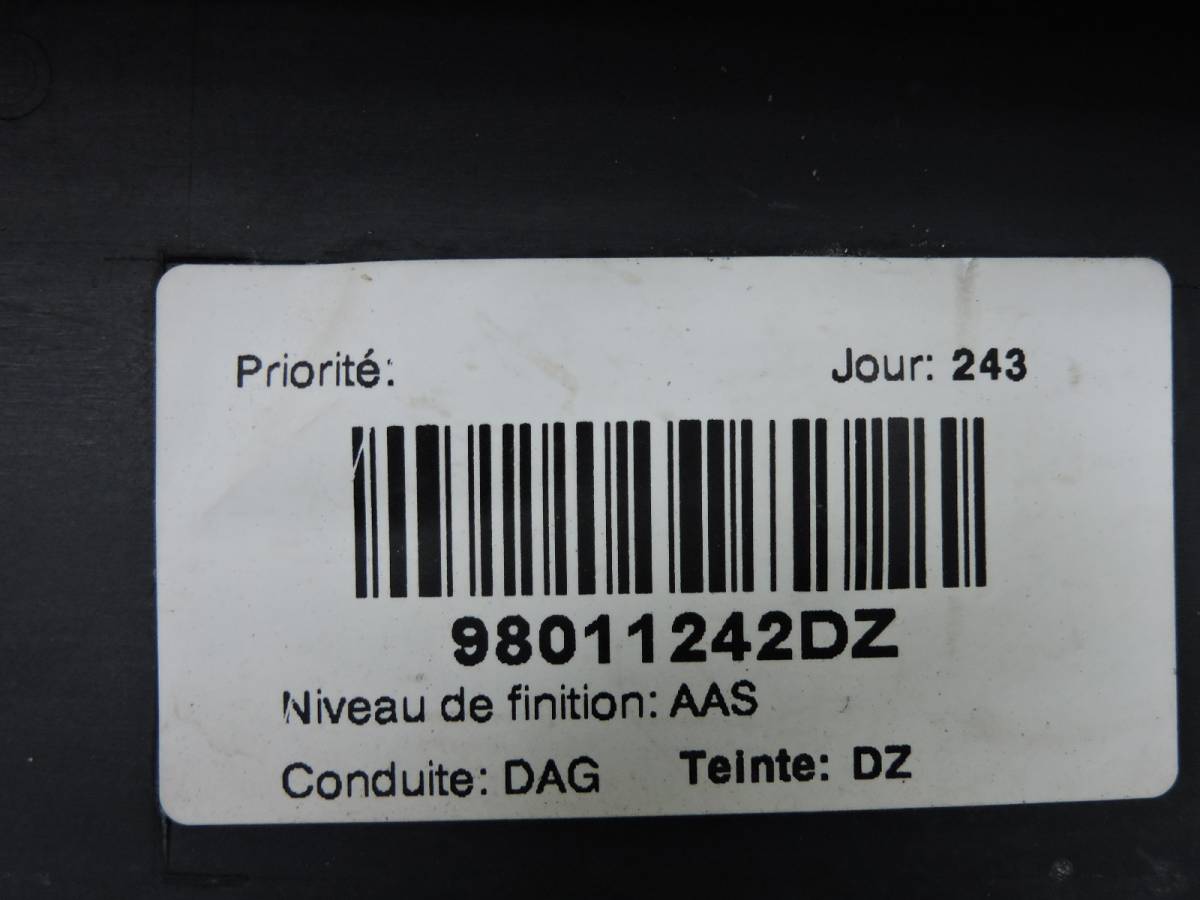 Priorité:
Jour: 243
98011242DZ
Niveau de finition: AAS
Conduite: DAG Teinte: DZ